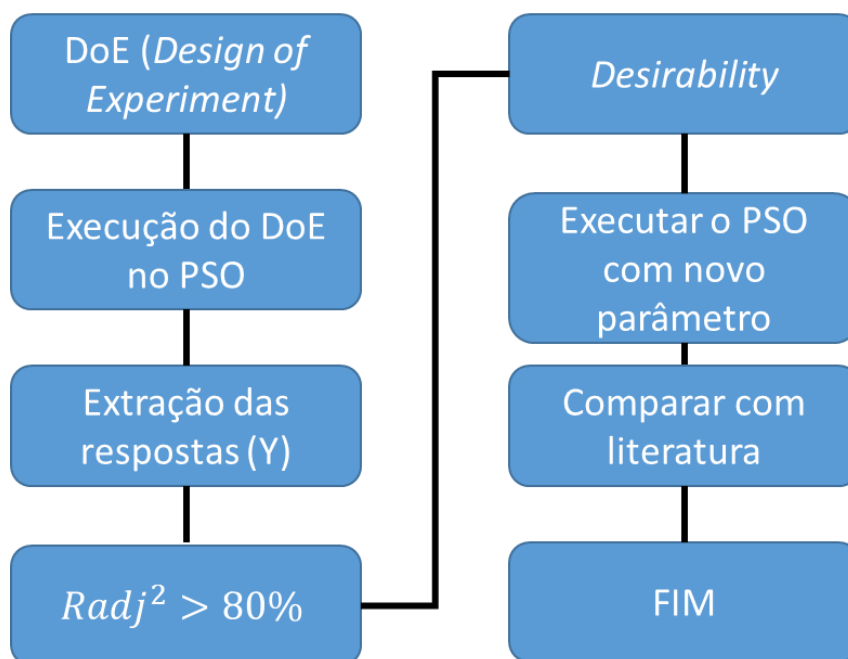 DoE (Design of
Experiment)
Execução do DoE
no PSO
Extração das
respostas (Y)
Radj² > 80%
Desirability
Executar o PSO
com novo
parâmetro
Comparar com
literatura
FIM